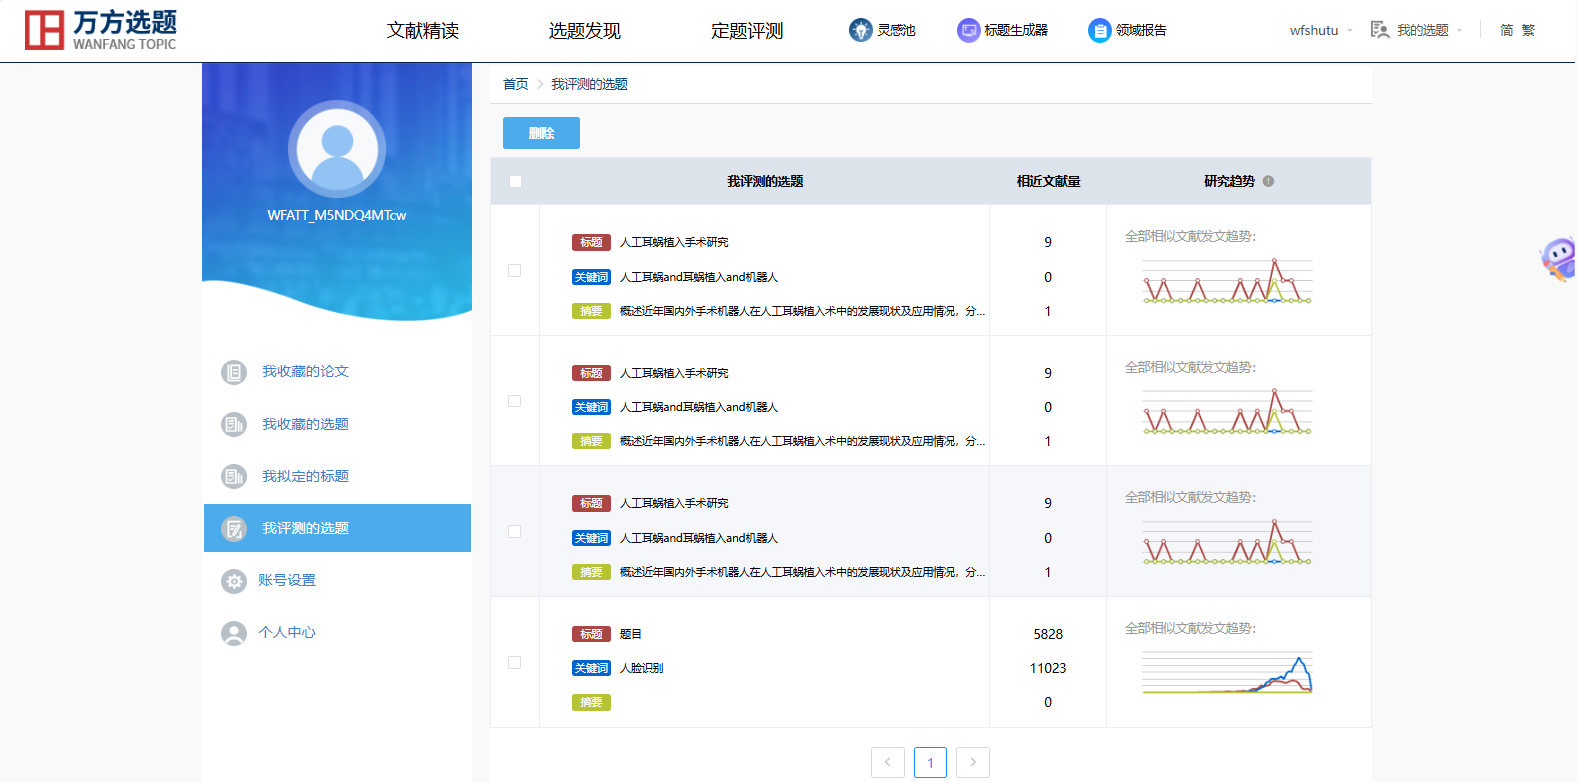 万方选题
WANFANG TOPIC
文献精读
选题发现
定题评测
灵感池
标题生成器
领域报告
wfshutu
我的选题
简 繁
WFATT_M5NDQ4MTcw
我收藏的论文
我收藏的选题
我拟定的标题
我评测的选题
账号设置
个人中心
首页 > 我评测的选题
删除
我评测的选题 相近文献量 研究趋势
标题 人工耳蜗植入手术研究 9
关键词 人工耳蜗and耳蜗植入and机器人 0
摘要 概述近年国内外手术机器人在人工耳蜗植入术中的发展现状及应用情况，分... 1
全部相似文献发文趋势：
标题 人工耳蜗植入手术研究 9
关键词 人工耳蜗and耳蜗植入and机器人 0
摘要 概述近年国内外手术机器人在人工耳蜗植入术中的发展现状及应用情况，分... 1
全部相似文献发文趋势：
标题 人工耳蜗植入手术研究 9
关键词 人工耳蜗and耳蜗植入and机器人 0
摘要 概述近年国内外手术机器人在人工耳蜗植入术中的发展现状及应用情况，分... 1
全部相似文献发文趋势：
标题 题目 5828
关键词 人脸识别 11023
摘要 0
全部相似文献发文趋势：
< 1 >